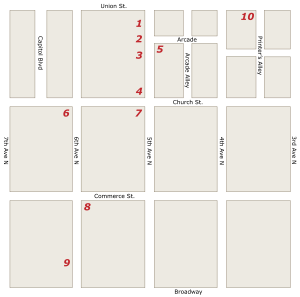 Union St.
1
10
2
Arcade
Capitol Blvd
3
5
Printer's Alley
Arcade Alley
4
Church St.
6
7
7th Ave N
6th Ave N
5th Ave N
4th Ave N
3rd Ave N
Commerce St.
8
9
Broadway